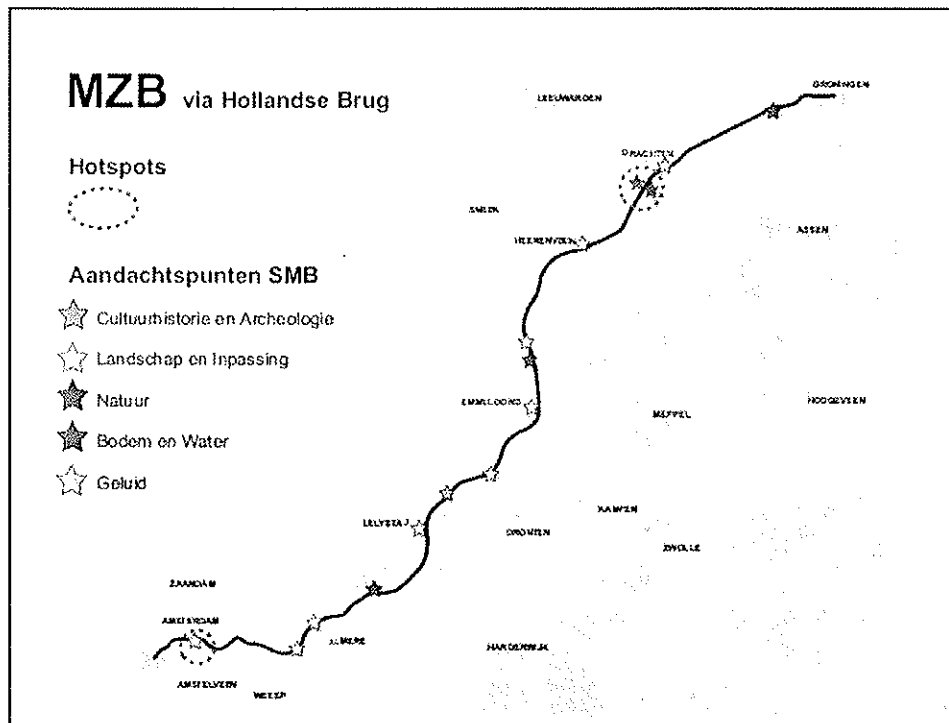 MZB via Hollandse Brug
Hotspots
Aandachtspunten SMB
Cultuurhistorie en Archeologie
Landschap en Inpassing
Natuur
Bodem en Water
Geluid
GRONINGEN
LEEUWARDEN
DRACHTEN
SNEEK
ASSEN
HEERENVEEN
EMMELOORD
MEPPEL
HOOGEVEEN
KAMPEN
LELYSTAD
DRONTEN
ZWOLLE
ZAANDAM
AMSTERDAM
ALMERE
HARDERWIJK
AMSTELVEEN
WEESP